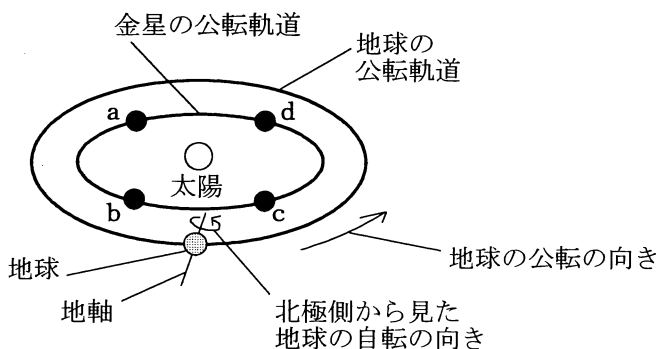 金星の公転軌道
地球の
公転軌道
a
d
太陽
b
c
地球
地球の公転の向き
地軸
北極側から見た
地球の自転の向き